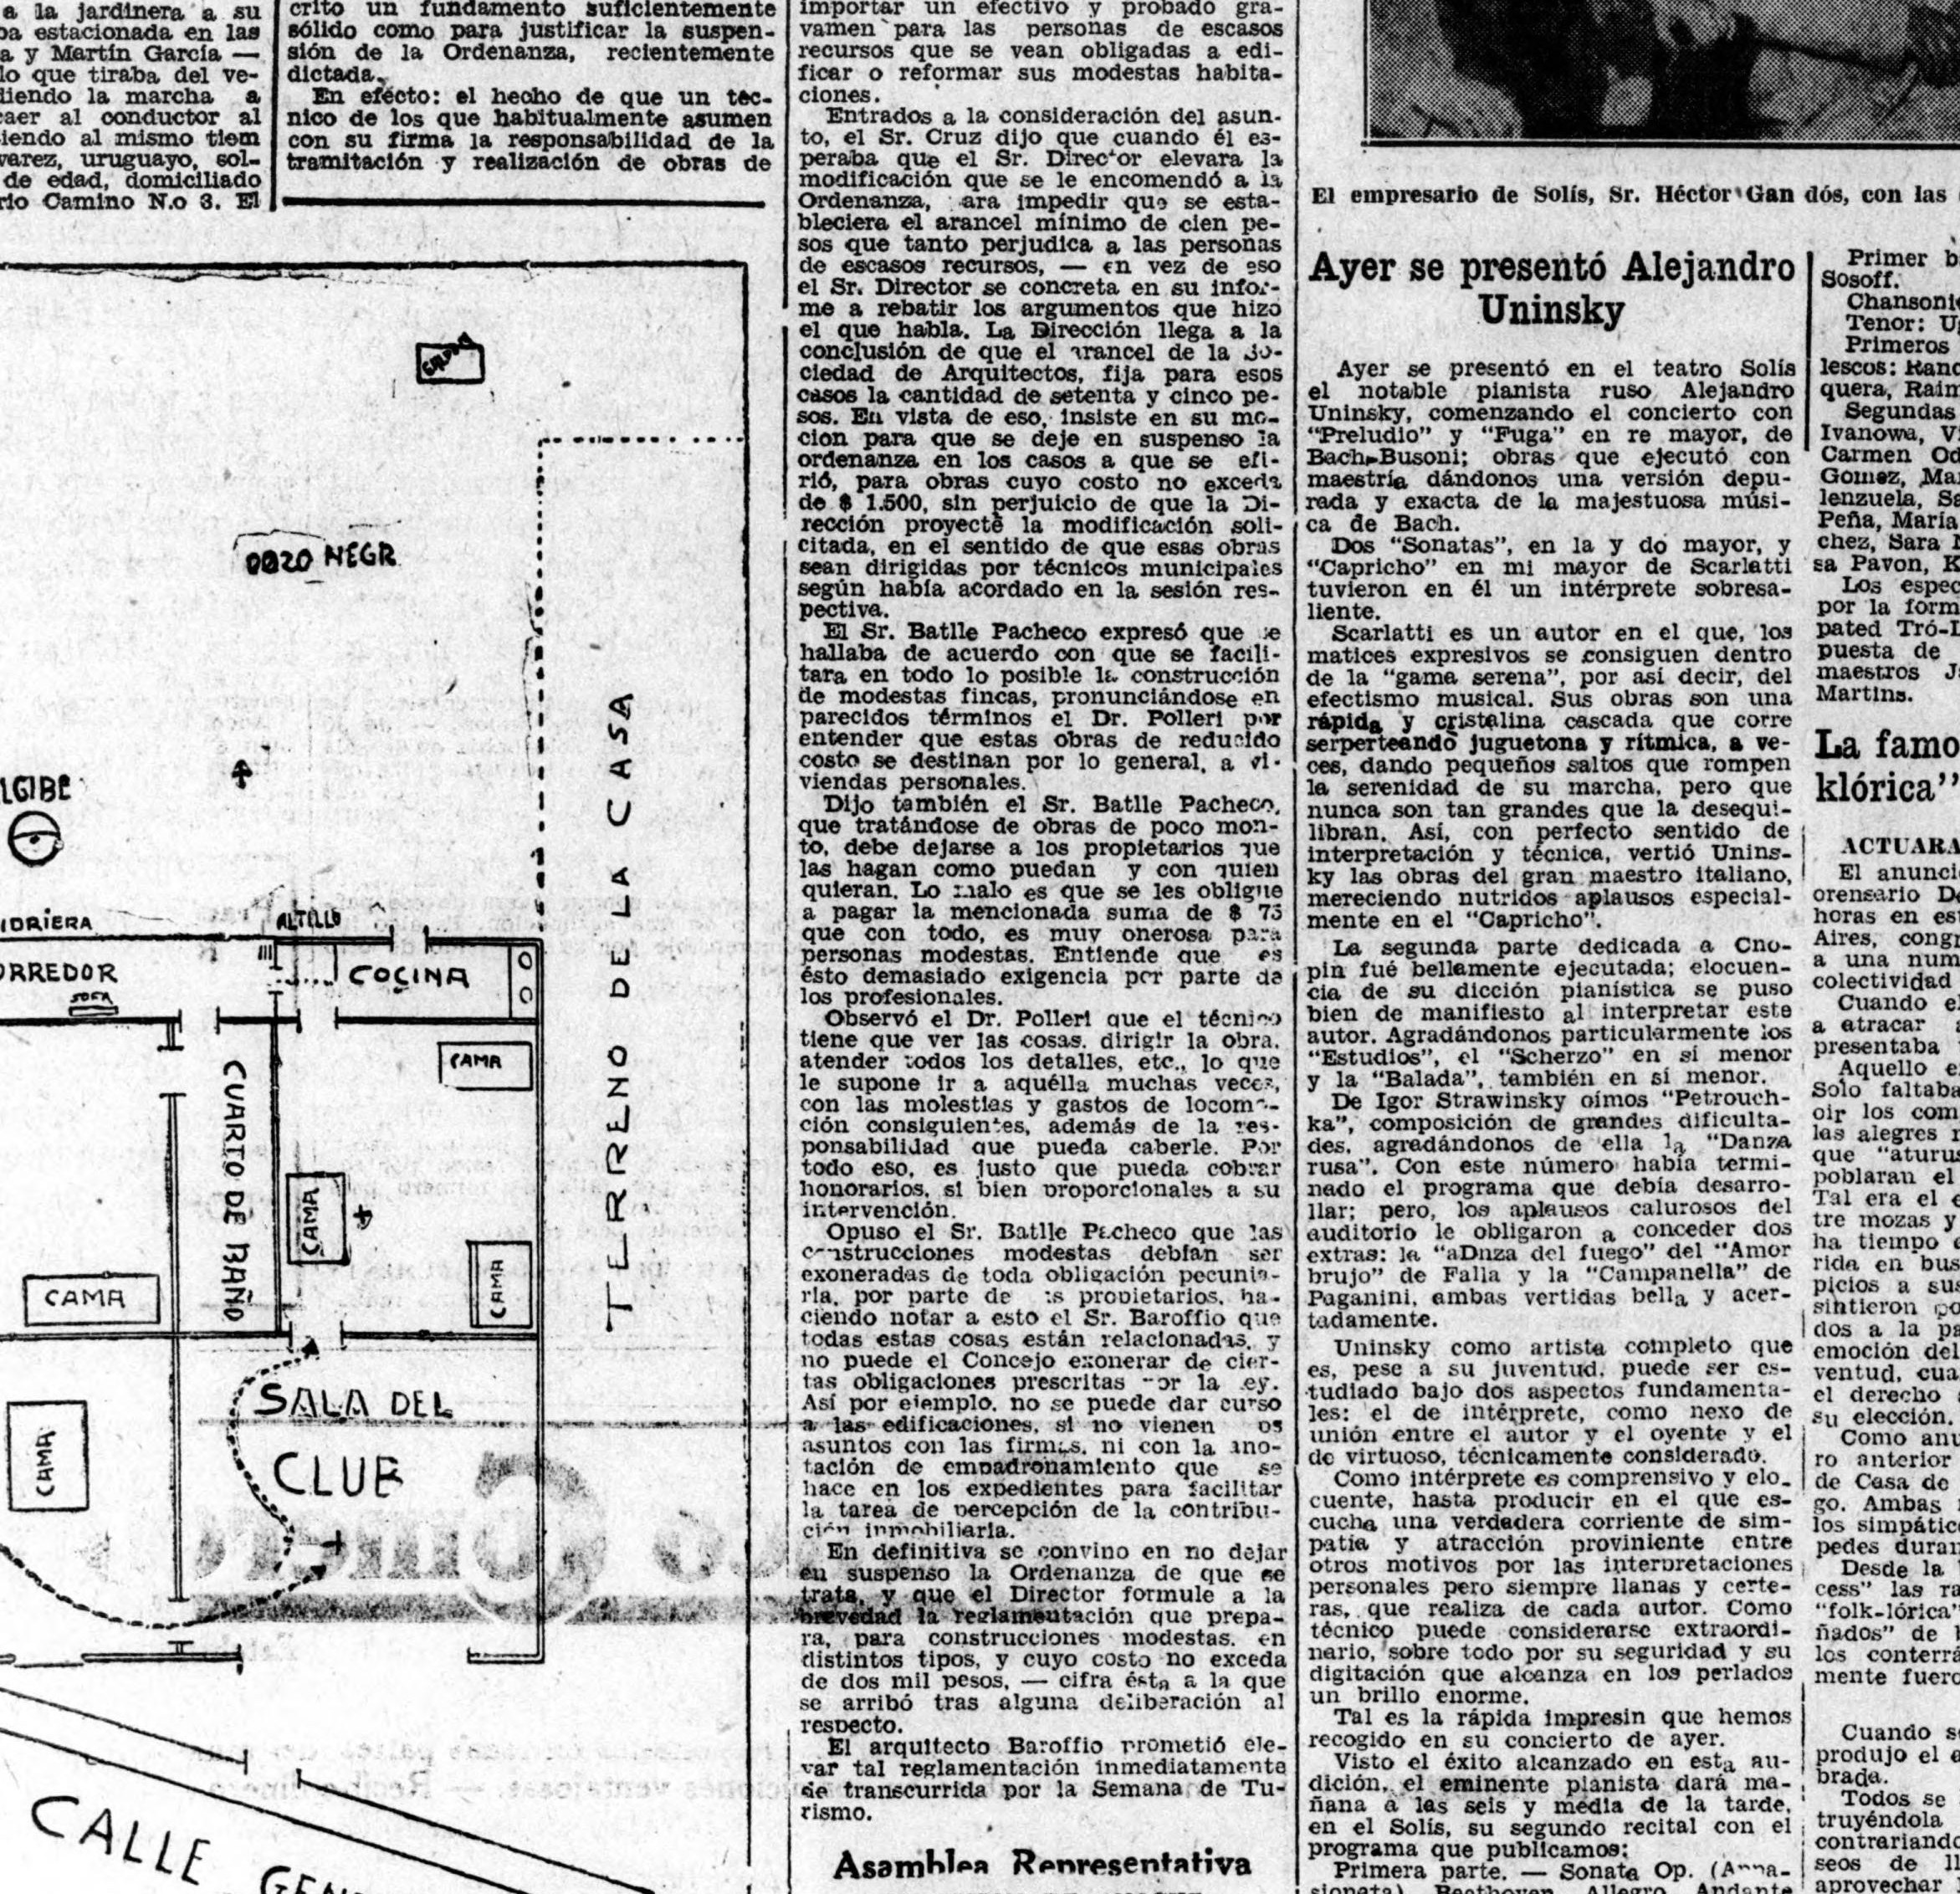 a la jardinera a su
ba estacionada en las
a y Martín García —
lo que tiraba del ve-
diendo la marcha a
caer al conductor al
iendo al mismo tiem
varez, uruguayo, sol-
de edad, domiciliado
rio Camino N.o 3. El
crito un fundamento suficientemente
sólido como para justificar la suspen-
sión de la Ordenanza, recientemente
dictada.
En efécto: el hecho de que un téc-
nico de los que habitualmente asumen
con su firma la responsabilidad de la
tramitación y realización de obras de
GALPON
POZO NEGR
LGIBE
IDRIERA
ALTILLO
ORREDOR
SOFA
COCINA
CAMA
CUARTO DE BAÑO
CAMA
CAMA
CAMA
CAMA
SALA DEL
CLUB
TERRENO DE LA CASA
CALLE GEN
importar un efectivo y probado gra-
vamen para las personas de escasos
recursos que se vean obligadas a edi-
ficar o reformar sus modestas habita-
ciones.
Entrados a la consideración del asun-
to, el Sr. Cruz dijo que cuando él es-
peraba que el Sr. Director elevara la
modificación que se le encomendó a la
Ordenanza, ara impedir que se esta-
bleciera el arancel mínimo de cien pe-
sos que tanto perjudica a las personas
de escasos recursos, — en vez de eso
el Sr. Director se concreta en su infor-
me a rebatir los argumentos que hizo
el que habla. La Dirección llega a la
conclusión de que el arancel de la So-
ciedad de Arquitectos, fija para esos
casos la cantidad de setenta y cinco pe-
sos. En vista de eso, insiste en su mo-
cion para que se deje en suspenso la
ordenanza en los casos a que se efi-
rió, para obras cuyo costo no exceda
de $ 1.500, sin perjuicio de que la Di-
rección proyecte la modificación soli-
citada, en el sentido de que esas obras
sean dirigidas por técnicos municipales
según había acordado en la sesión res-
pectiva.
El Sr. Batlle Pacheco expresó que se
hallaba de acuerdo con que se facili-
tara en todo lo posible la construcción
de modestas fincas, pronunciándose en
parecidos términos el Dr. Polleri por
entender que estas obras de reducido
costo se destinan por lo general, a vi-
viendas personales.
Dijo también el Sr. Batlle Pacheco,
que tratándose de obras de poco mon-
to, debe dejarse a los propietarios que
las hagan como puedan y con quien
quieran. Lo malo es que se les obligue
a pagar la mencionada suma de $ 75
que con todo, es muy onerosa para
personas modestas. Entiende que es
ésto demasiado exigencia por parte de
los profesionales.
Observó el Dr. Polleri que el técnico
tiene que ver las cosas, dirigir la obra,
atender todos los detalles, etc., lo que
le supone ir a aquélla muchas veces,
con las molestias y gastos de locomo-
ción consiguientes, además de la res-
ponsabilidad que pueda caberle. Por
todo eso, es justo que pueda cobrar
honorarios, si bien proporcionales a su
intervención.
Opuso el Sr. Batlle Pacheco que las
construcciones modestas debían ser
exoneradas de toda obligación pecunia-
ria, por parte de s propietarios, ha-
ciendo notar a esto el Sr. Baroffio que
todas estas cosas están relacionadas, y
no puede el Concejo exonerar de cier-
tas obligaciones prescritas por la ey.
Así por ejemplo, no se puede dar curso
a las edificaciones, si no vienen os
asuntos con las firmas, ni con la ano-
tación de empadronamiento que se
hace en los expedientes para facilitar
la tarea de percepción de la contribu-
ción inmobiliaria.
En definitiva se convino en no dejar
en suspenso la Ordenanza de que se
trata, y que el Director formule a la
brevedad la reglamentación que prepa-
ra, para construcciones modestas, en
distintos tipos, y cuyo costo no exceda
de dos mil pesos, — cifra ésta a la que
se arribó tras alguna deliberación al
respecto.
El arquitecto Baroffio prometió ele-
var tal reglamentación inmediatamente
de transcurrida por la Semana de Tu-
rismo.
Asamblea Representativa
El empresario de Solís, Sr. Héctor Gan dós, con las
Ayer se presentó Alejandro
Uninsky
Ayer se presentó en el teatro Solís
el notable pianista ruso Alejandro
Uninsky, comenzando el concierto con
"Preludio" y "Fuga" en re mayor, de
Bach-Busoni; obras que ejecutó con
maestría dándonos una versión depu-
rada y exacta de la majestuosa músi-
ca de Bach.
Dos "Sonatas", en la y do mayor, y
"Capricho" en mi mayor de Scarlatti
tuvieron en él un intérprete sobresa-
liente.
Scarlatti es un autor en el que, los
matices expresivos se consiguen dentro
de la "gama serena", por así decir, del
efectismo musical. Sus obras son una
rápida y cristalina cascada que corre
serperteando juguetona y rítmica, a ve-
ces, dando pequeños saltos que rompen
la serenidad de su marcha, pero que
nunca son tan grandes que la desequi-
libran. Así, con perfecto sentido de
interpretación y técnica, vertió Unins-
ky las obras del gran maestro italiano,
mereciendo nutridos aplausos especial-
mente en el "Capricho".
La segunda parte dedicada a Cho-
pin fué bellamente ejecutada; elocuen-
cia de su dicción pianística se puso
bien de manifiesto al interpretar este
autor. Agradándonos particularmente los
"Estudios", el "Scherzo" en sí menor
y la "Balada", también en sí menor.
De Igor Strawinsky oímos "Petrouch-
ka", composición de grandes dificulta-
des, agradándonos de ella la "Danza
rusa". Con este número había termi-
nado el programa que debía desarro-
llar; pero, los aplausos calurosos del
auditorio le obligaron a conceder dos
extras: la "aDnza del fuego" del "Amor
brujo" de Falla y la "Campanella" de
Paganini, ambas vertidas bella y acer-
tadamente.
Uninsky como artista completo que
es, pese a su juventud, puede ser es-
tudiado bajo dos aspectos fundamenta-
les: el de intérprete, como nexo de
unión entre el autor y el oyente y el
de virtuoso, técnicamente considerado.
Como intérprete es comprensivo y elo-
cuente, hasta producir en el que es-
cucha una verdadera corriente de sim-
patia y atracción proviniente entre
otros motivos por las interpretaciones
personales pero siempre llanas y certe-
ras, que realiza de cada autor. Como
técnico puede considerarse extraordi-
nario, sobre todo por su seguridad y su
digitación que alcanza en los perlados
un brillo enorme.
Tal es la rápida impresin que hemos
recogido en su concierto de ayer.
Visto el éxito alcanzado en esta au-
dición, el eminente pianista dará ma-
ñana a las seis y media de la tarde,
en el Solís, su segundo recital con el
programa que publicamos:
Primera parte. — Sonata Op. (Appa-
sionata) Beethoven Allegro Andante
Primer b
Sosoff.
Chansoni
Tenor: U
Primeros
lescos: Ranc
quera, Raim
Segundas
Ivanowa, V
Carmen Od
Gomez, Ma
lenzuela, Sa
Peña, María
chez, Sara
sa Pavon, K
Los espec
por la form
pated Tró-L
puesta de
maestros J
Martins.
La famo
klórica"
ACTUARA
El anunci
orensario De
horas en est
Aires, congr
a una num
colectividad
Cuando el
a atracar
presentaba
Aquello e
Solo faltaba
oir los com
las alegres
que "aturus
poblaran el
Tal era el e
tre mozas y
ha tiempo
rida en bus
picios a sus
sintieron po
dos a la pa
emoción del
ventud, cua
el derecho
su elección.
Como anu
ro anterior
de Casa de
go. Ambas
los simpático
pedes duran
Desde la
cess" las ra
"folk-lórica"
ñados" de
los conterrá
mente fuero
Cuando s
produjo el
brada.
Todos se
truyéndola
contrariando
seos de ll
aprovechar